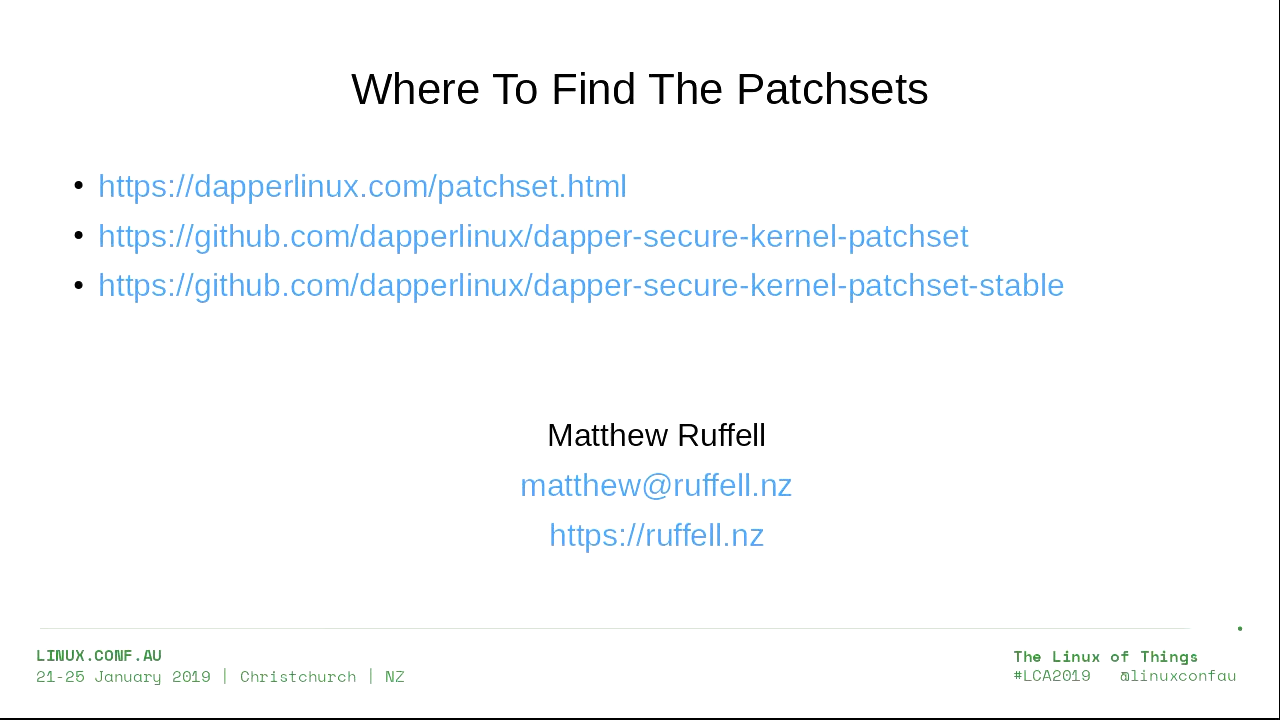 Where To Find The Patchsets
• https://dapperlinux.com/patchset.html
• https://github.com/dapperlinux/dapper-secure-kernel-patchset
• https://github.com/dapperlinux/dapper-secure-kernel-patchset-stable
Matthew Ruffell
matthew@ruffell.nz
https://ruffell.nz
LINUX.CONF.AU
21-25 January 2019 | Christchurch | NZ
The Linux of Things
#LCA2019 @linuxconfau